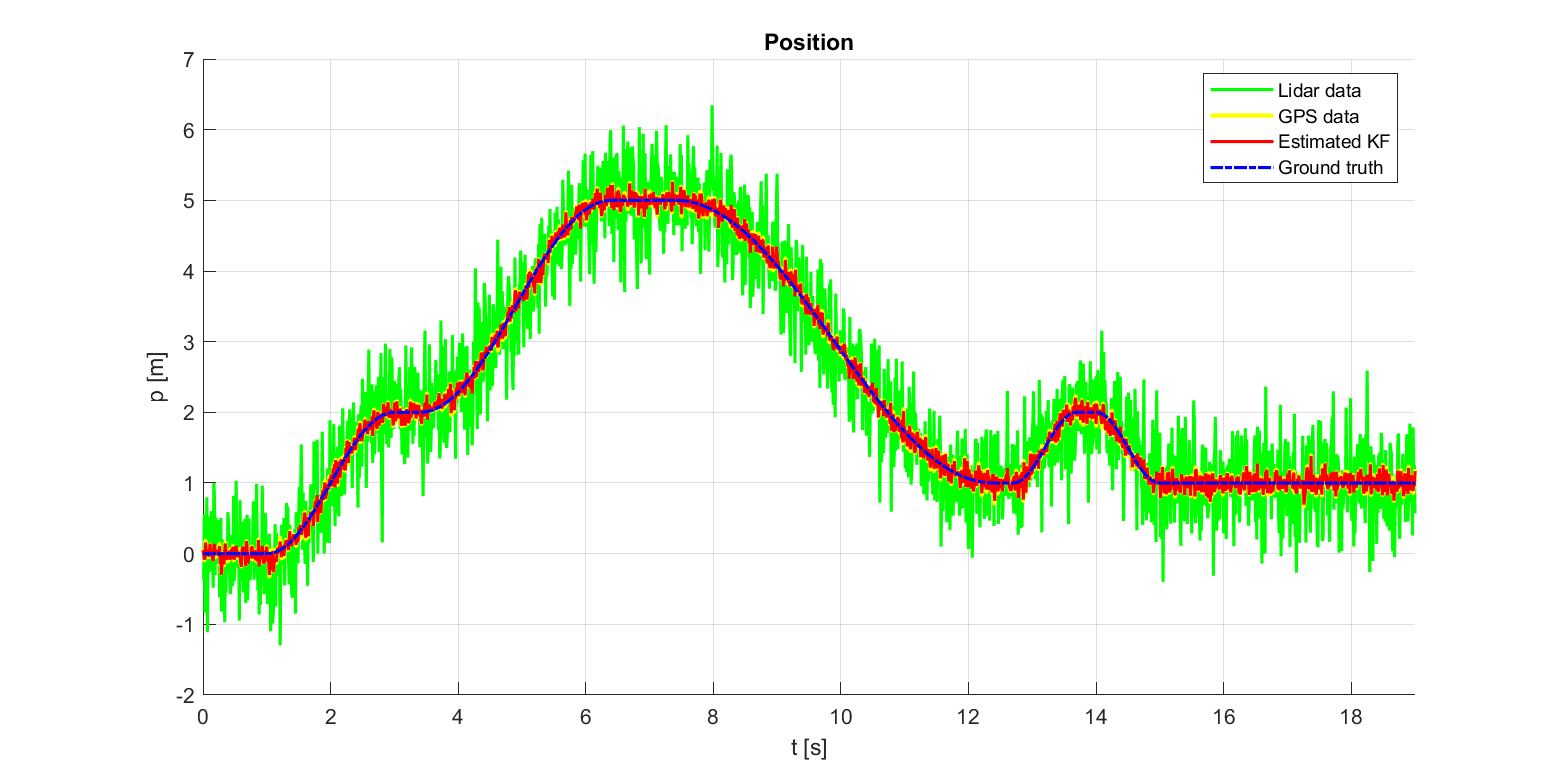 Position
7
6
5
4
3
2
1
0
-1
-2
p [m]
0 2 4 6 8 10 12 14 16 18
t [s]
Lidar data
GPS data
Estimated KF
Ground truth